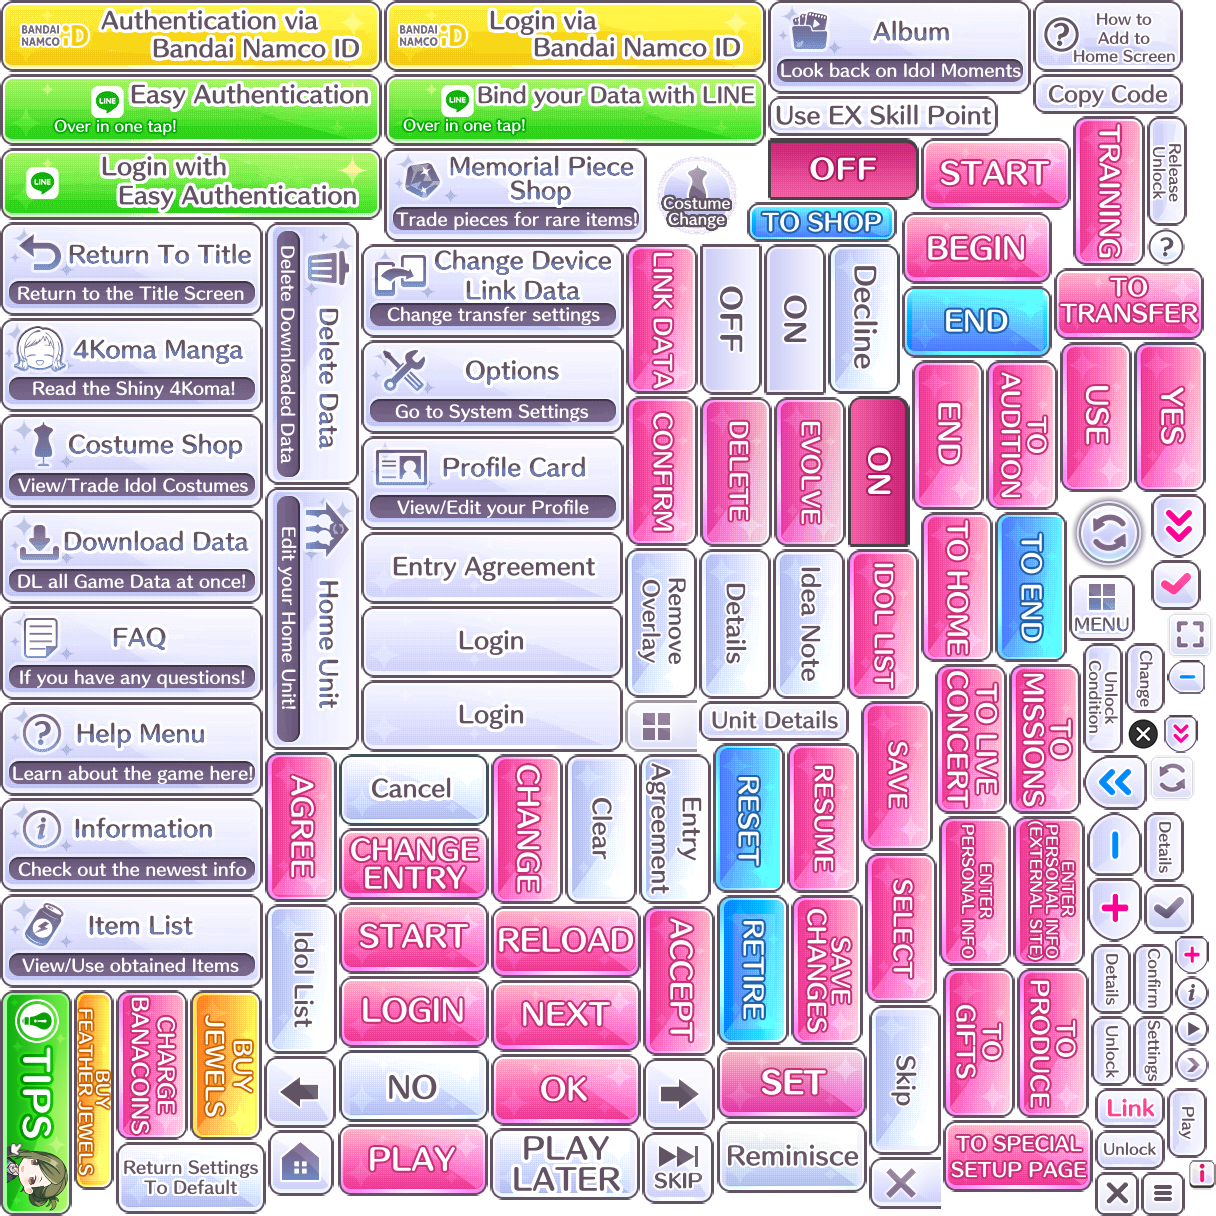 BANDAI
NAMCO ID
Authentication via
Bandai Namco ID
BANDAI
NAMCO ID
Login via
Bandai Namco ID
Album
Look back on Idol Moments
How to
Add to
Home Screen
LINE
Easy Authentication
Over in one tap!
LINE
Bind your Data with LINE
Over in one tap!
Use EX Skill Point
Copy Code
LINE
Login with
Easy Authentication
Memorial Piece
Shop
Trade pieces for rare items!
Costume
Change
OFF
START
TRAINING
Release
Unlock
TO SHOP
BEGIN
Return To Title
Return to the Title Screen
Delete Data
Delete Downloaded Data
Change Device
Link Data
Change transfer settings
LINK DATA
OFF
ON
Decline
END
TO
TRANSFER
4Koma Manga
Read the Shiny 4Koma!
Options
Go to System Settings
END
TO
AUDITION
USE
YES
Costume Shop
View/Trade Idol Costumes
Profile Card
View/Edit your Profile
CONFIRM
DELETE
EVOLVE
ON
Download Data
DL all Game Data at once!
Home Unit
Edit your Home Unit!
Entry Agreement
TO HOME
TO END
Remove
Overlay
Details
Idea Note
IDOL LIST
MENU
FAQ
If you have any questions!
Login
Unlock
Condition
Change
Help Menu
Learn about the game here!
Login
Unit Details
SAVE
TO LIVE
CONCERT
TO
MISSIONS
AGREE
Cancel
CHANGE
Clear
Entry
Agreement
RESET
RESUME
Information
Check out the newest info
CHANGE
ENTRY
SELECT
ENTER
PERSONAL INFO
ENTER
PERSONAL INFO
(EXTERNAL SITE)
Details
Item List
View/Use obtained Items
Idol List
START
RELOAD
ACCEPT
RETIRE
SAVE
CHANGES
Details
Confirm
TIPS
BUY
FEATHER JEWELS
CHARGE
BANACOINS
BUY
JEWELS
LOGIN
NEXT
Skip
TO
GIFTS
TO
PRODUCE
Unlock
Settings
NO
OK
SET
Link
Play
Return Settings
To Default
PLAY
PLAY
LATER
SKIP
Reminisce
TO SPECIAL
SETUP PAGE
Unlock